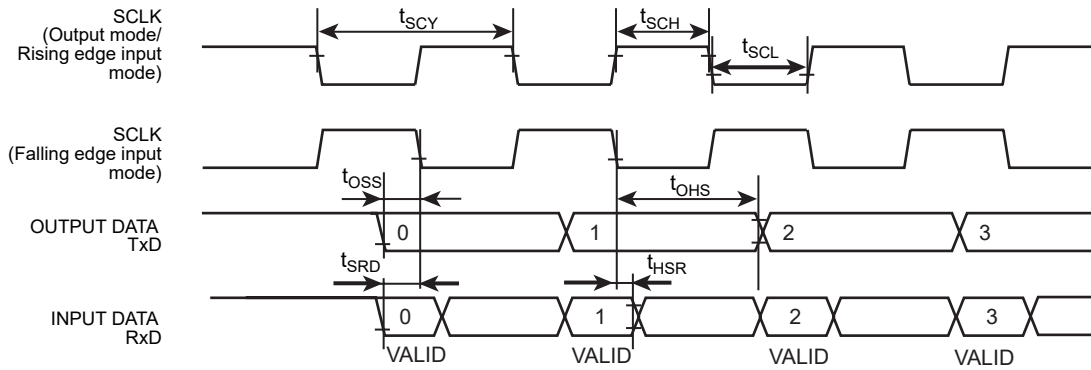 SCLK
(Output mode/
Rising edge input
mode)
tSCY
tSCH
tSCL
SCLK
(Falling edge input
mode)
tOSS
tOHS
OUTPUT DATA
TxD
0
1
2
3
tSRD
tHSR
INPUT DATA
RxD
0
1
2
3
VALID
VALID
VALID
VALID